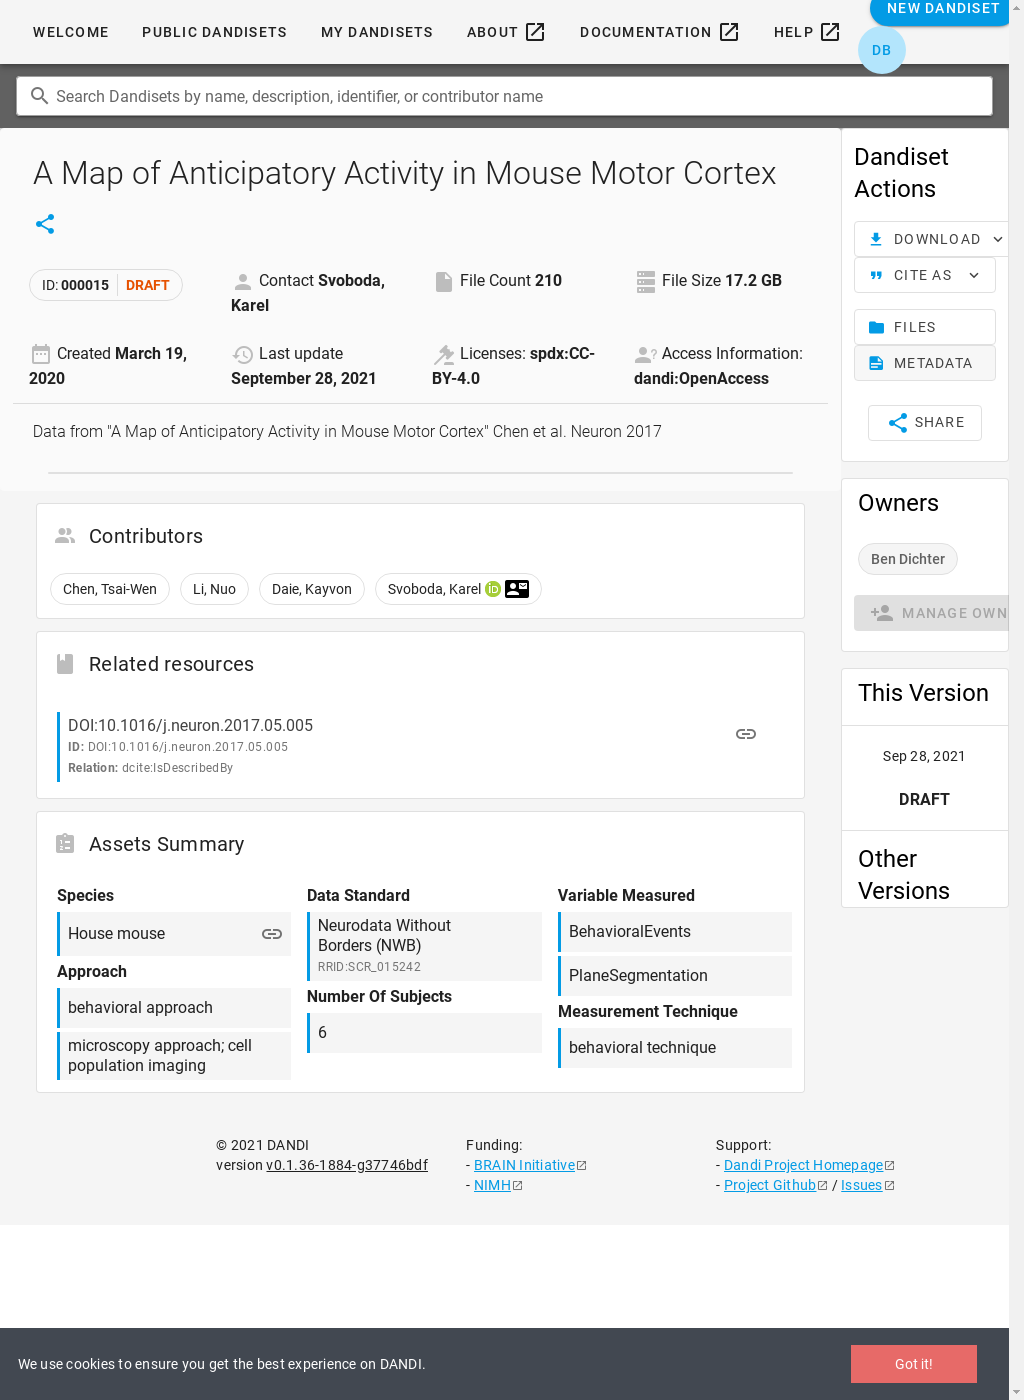 NEW DANDISET
WELCOME
PUBLIC DANDISETS
MY DANDISETS
ABOUT
DOCUMENTATION
HELP
DB
Search Dandisets by name, description, identifier, or contributor name
A Map of Anticipatory Activity in Mouse Motor Cortex
ID: 000015 DRAFT
Contact Svoboda,
Karel
File Count 210
File Size 17.2 GB
Created March 19,
2020
Last update
September 28, 2021
Licenses: spdx:CC-
BY-4.0
Access Information:
dandi:OpenAccess
Data from "A Map of Anticipatory Activity in Mouse Motor Cortex" Chen et al. Neuron 2017
Contributors
Chen, Tsai-Wen
Li, Nuo
Daie, Kayvon
Svoboda, Karel iD
Related resources
DOI:10.1016/j.neuron.2017.05.005
ID: DOI:10.1016/j.neuron.2017.05.005
Relation: dcite:IsDescribedBy
Assets Summary
Species
House mouse
Approach
behavioral approach
microscopy approach; cell
population imaging
Data Standard
Neurodata Without
Borders (NWB)
RRID:SCR_015242
Number Of Subjects
6
Variable Measured
BehavioralEvents
PlaneSegmentation
Measurement Technique
behavioral technique
Dandiset
Actions
DOWNLOAD
CITE AS
FILES
METADATA
SHARE
Owners
Ben Dichter
MANAGE OWN
This Version
Sep 28, 2021
DRAFT
Other
Versions
© 2021 DANDI
version v0.1.36-1884-g37746bdf
Funding:
- BRAIN Initiative
- NIMH
Support:
- Dandi Project Homepage
- Project Github / Issues
We use cookies to ensure you get the best experience on DANDI.
Got it!